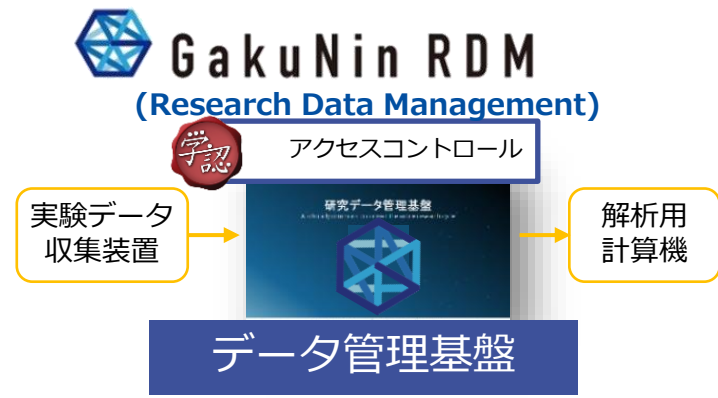 GakuNin RDM
(Research Data Management)
学認
アクセスコントロール
実験データ
収集装置
研究データ管理基盤
解析用
計算機
データ管理基盤